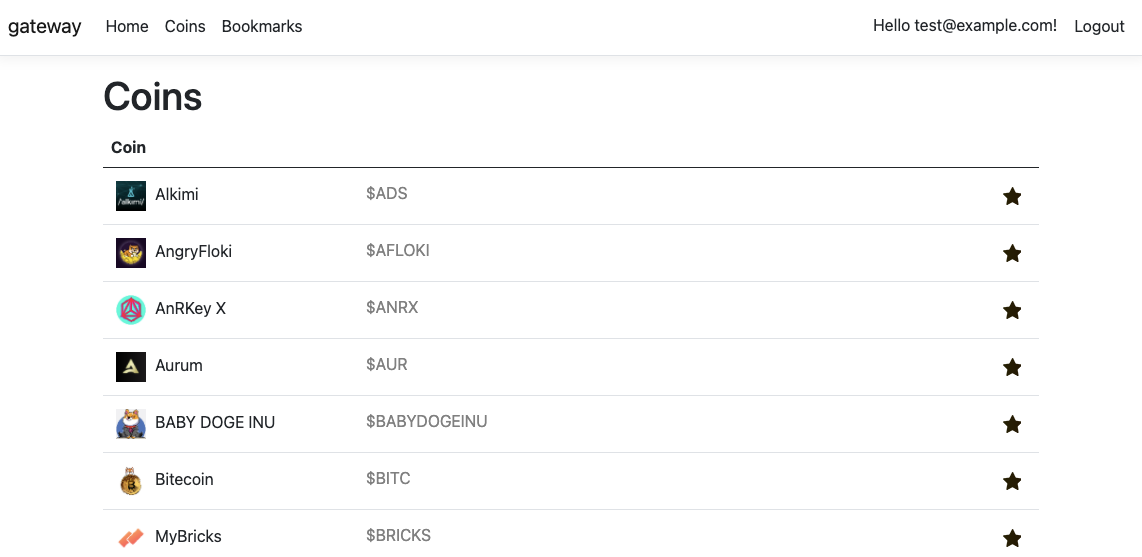 gateway Home Coins Bookmarks Hello test@example.com! Logout
Coins
Coin
/alkimi/
Alkimi $ADS
AngryFloki $AFLOKI
AnRKey X $ANRX
Aurum $AUR
BABY DOGE INU $BABYDOGEINU
Bitecoin $BITC
MyBricks $BRICKS